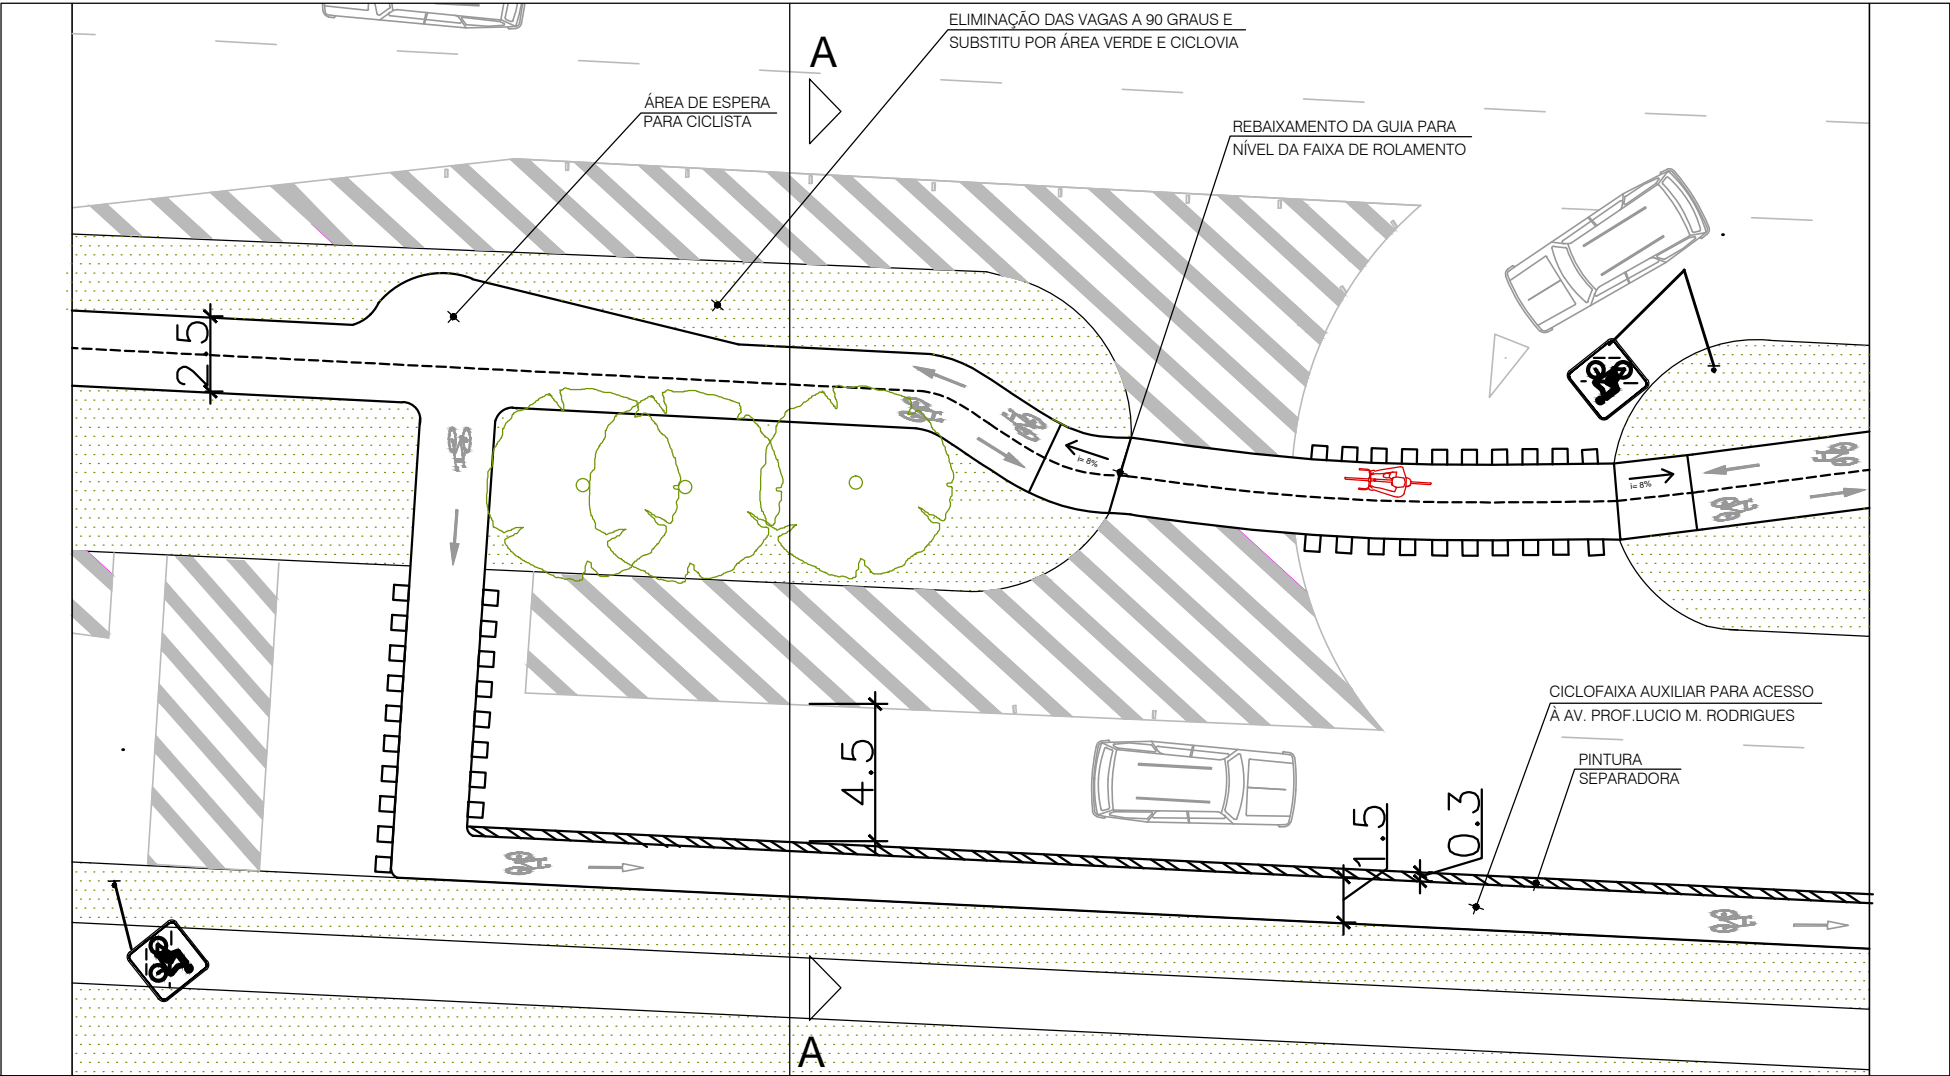 ELIMINAÇÃO DAS VAGAS A 90 GRAUS E
SUBSTITU POR ÁREA VERDE E CICLOVIA
A
ÁREA DE ESPERA
PARA CICLISTA
REBAIXAMENTO DA GUIA PARA
NÍVEL DA FAIXA DE ROLAMENTO
2.5
i= 8%
i= 8%
CICLOFAIXA AUXILIAR PARA ACESSO
À AV. PROF.LUCIO M. RODRIGUES
PINTURA
SEPARADORA
4.5
1.5
0.3
A